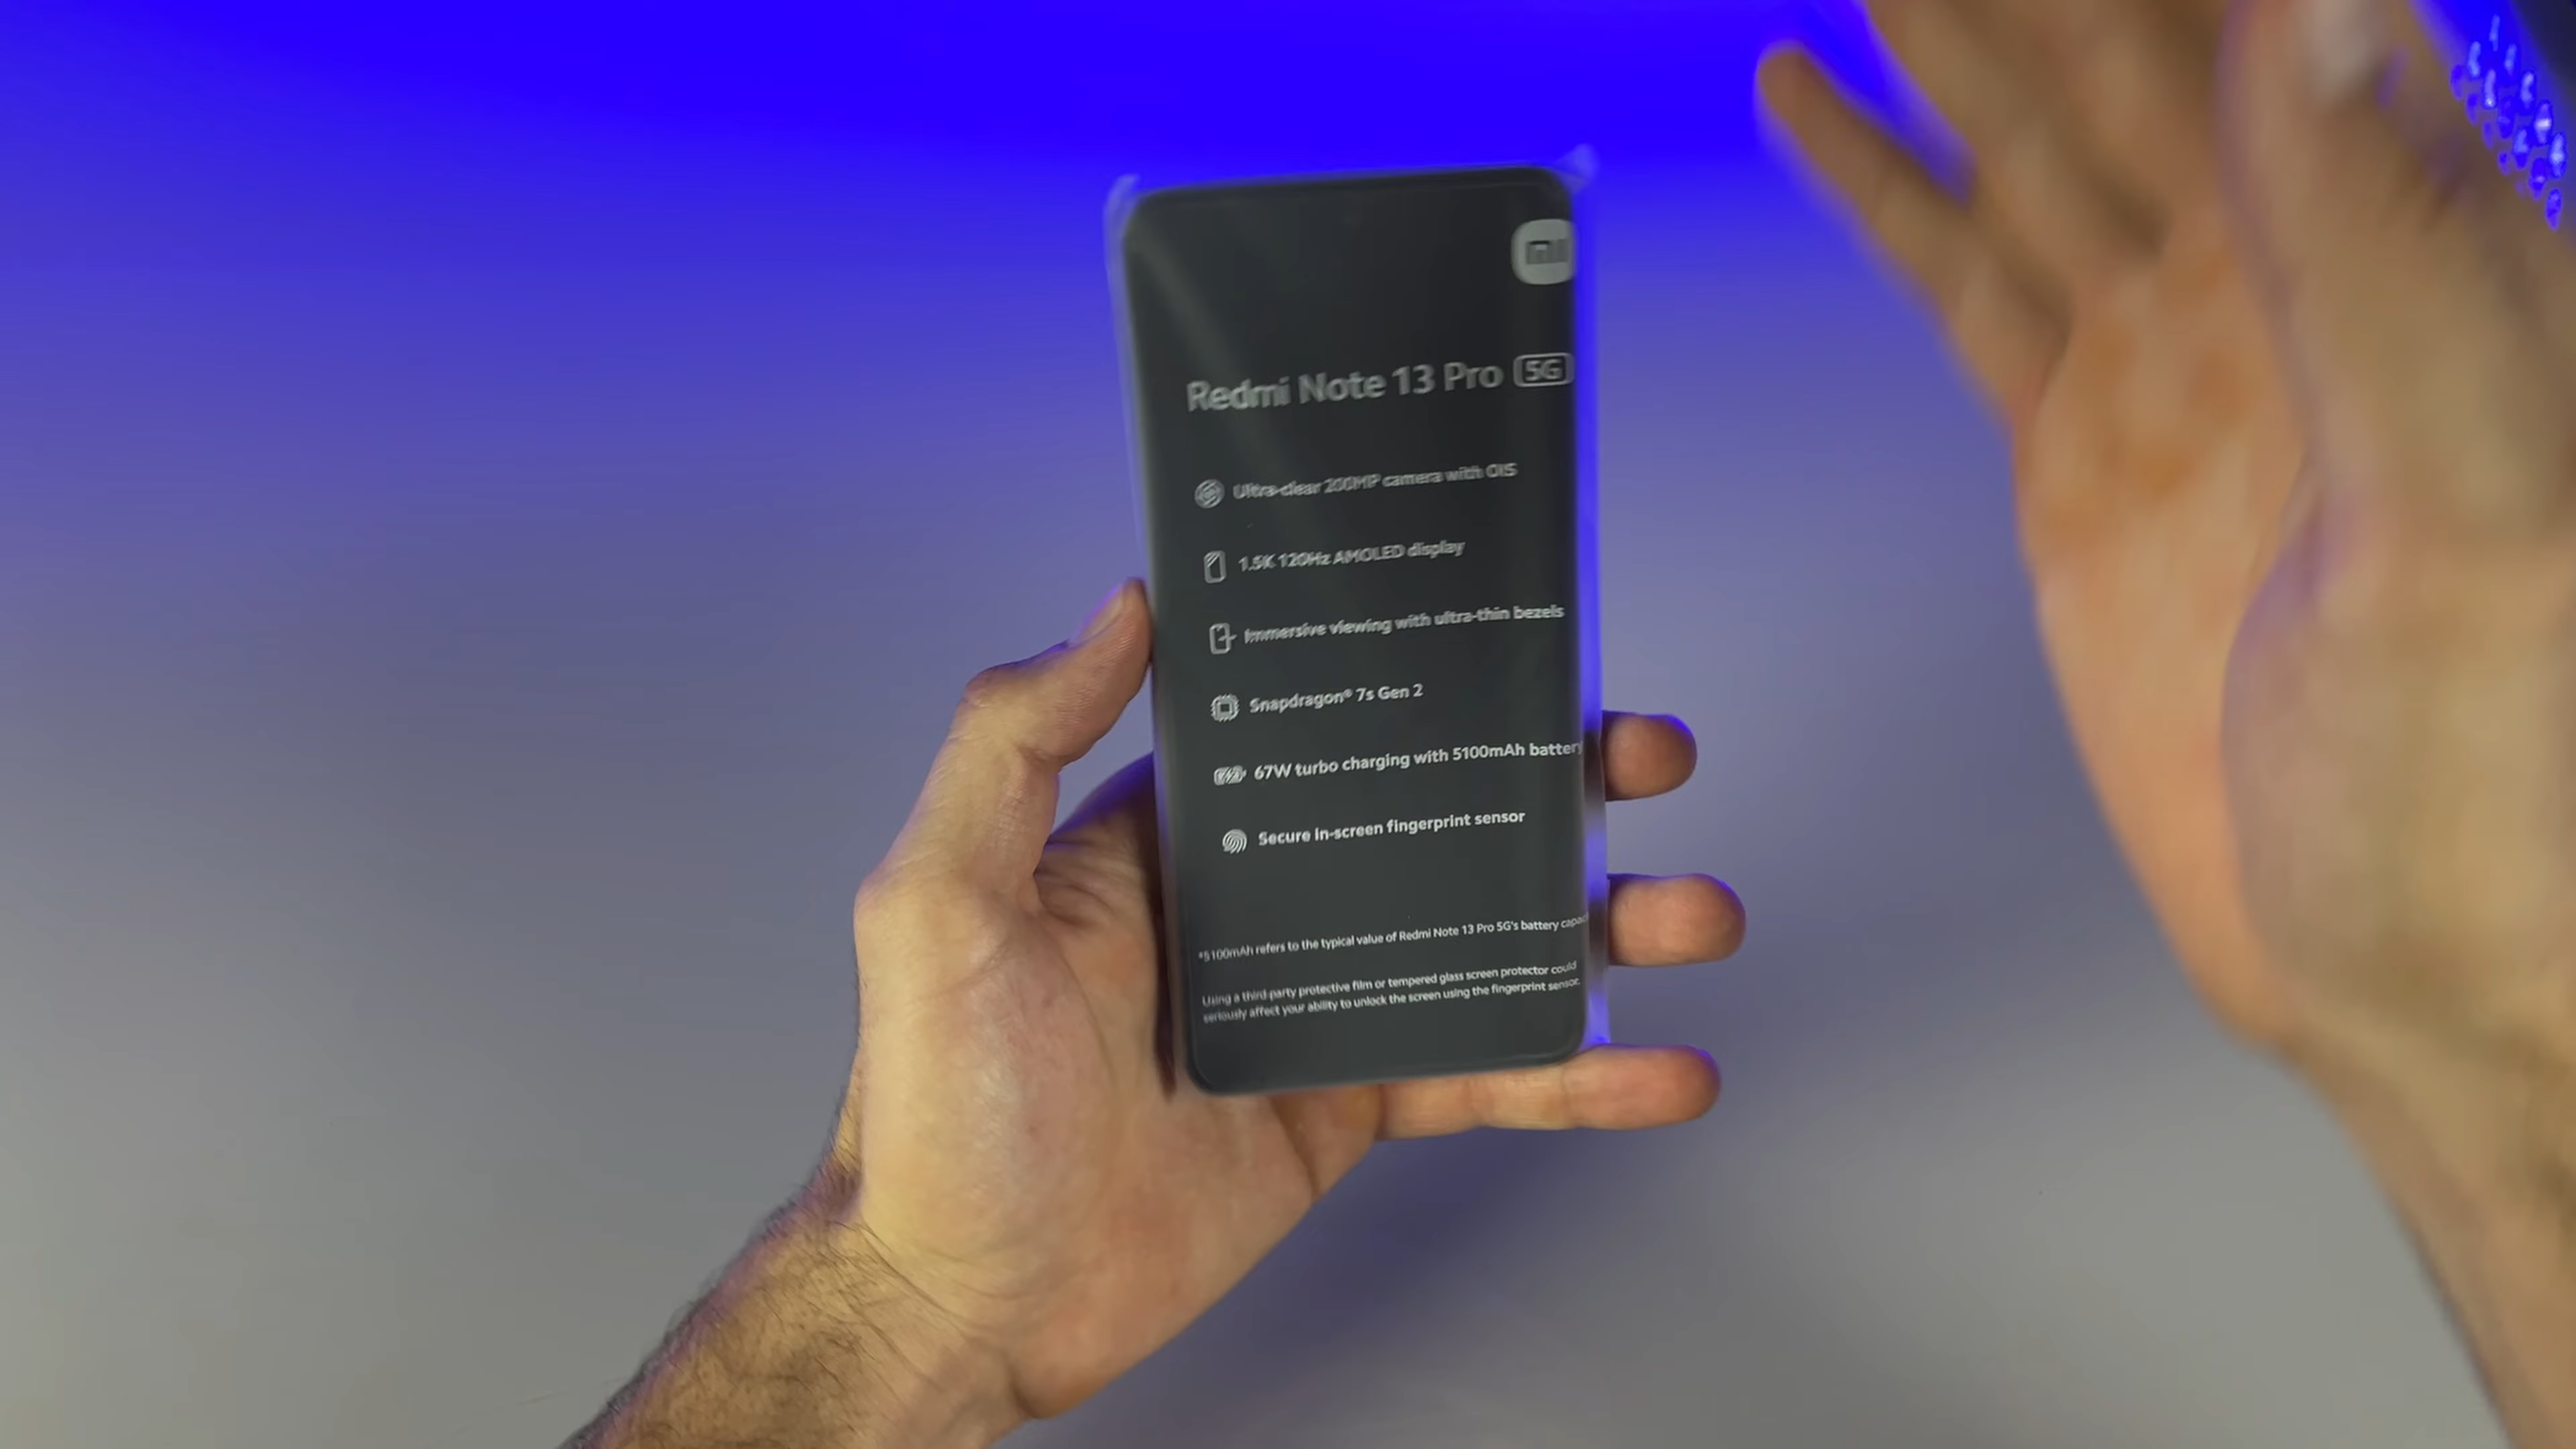 mi
Redmi Note 13 Pro 5G
Ultra-clear 200MP camera with OIS
1.5K 120Hz AMOLED display
Immersive viewing with ultra-thin bezels
Snapdragon® 7s Gen 2
67W turbo charging with 5100mAh battery
Secure in-screen fingerprint sensor
*5100mAh refers to the typical value of Redmi Note 13 Pro 5G's battery
Using a third-party protective film or tempered glass screen protector could
seriously affect your ability to unlock the screen using the fingerprint sensor.